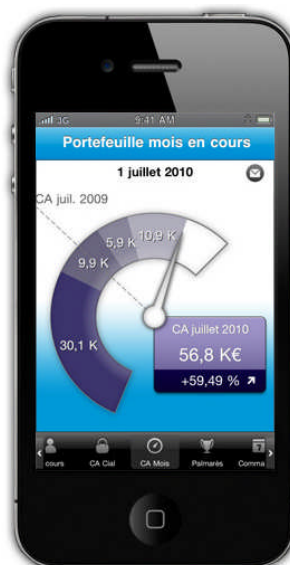 3G 9:41 AM
Portefeuille mois en cours
1 juillet 2010
CA juil. 2009
5,9 K
10,9 K
9,9 K
30,1 K
CA juillet 2010
56,8 K€
+59,49 %
cours CA Clal CA Mois Palmarès Comma